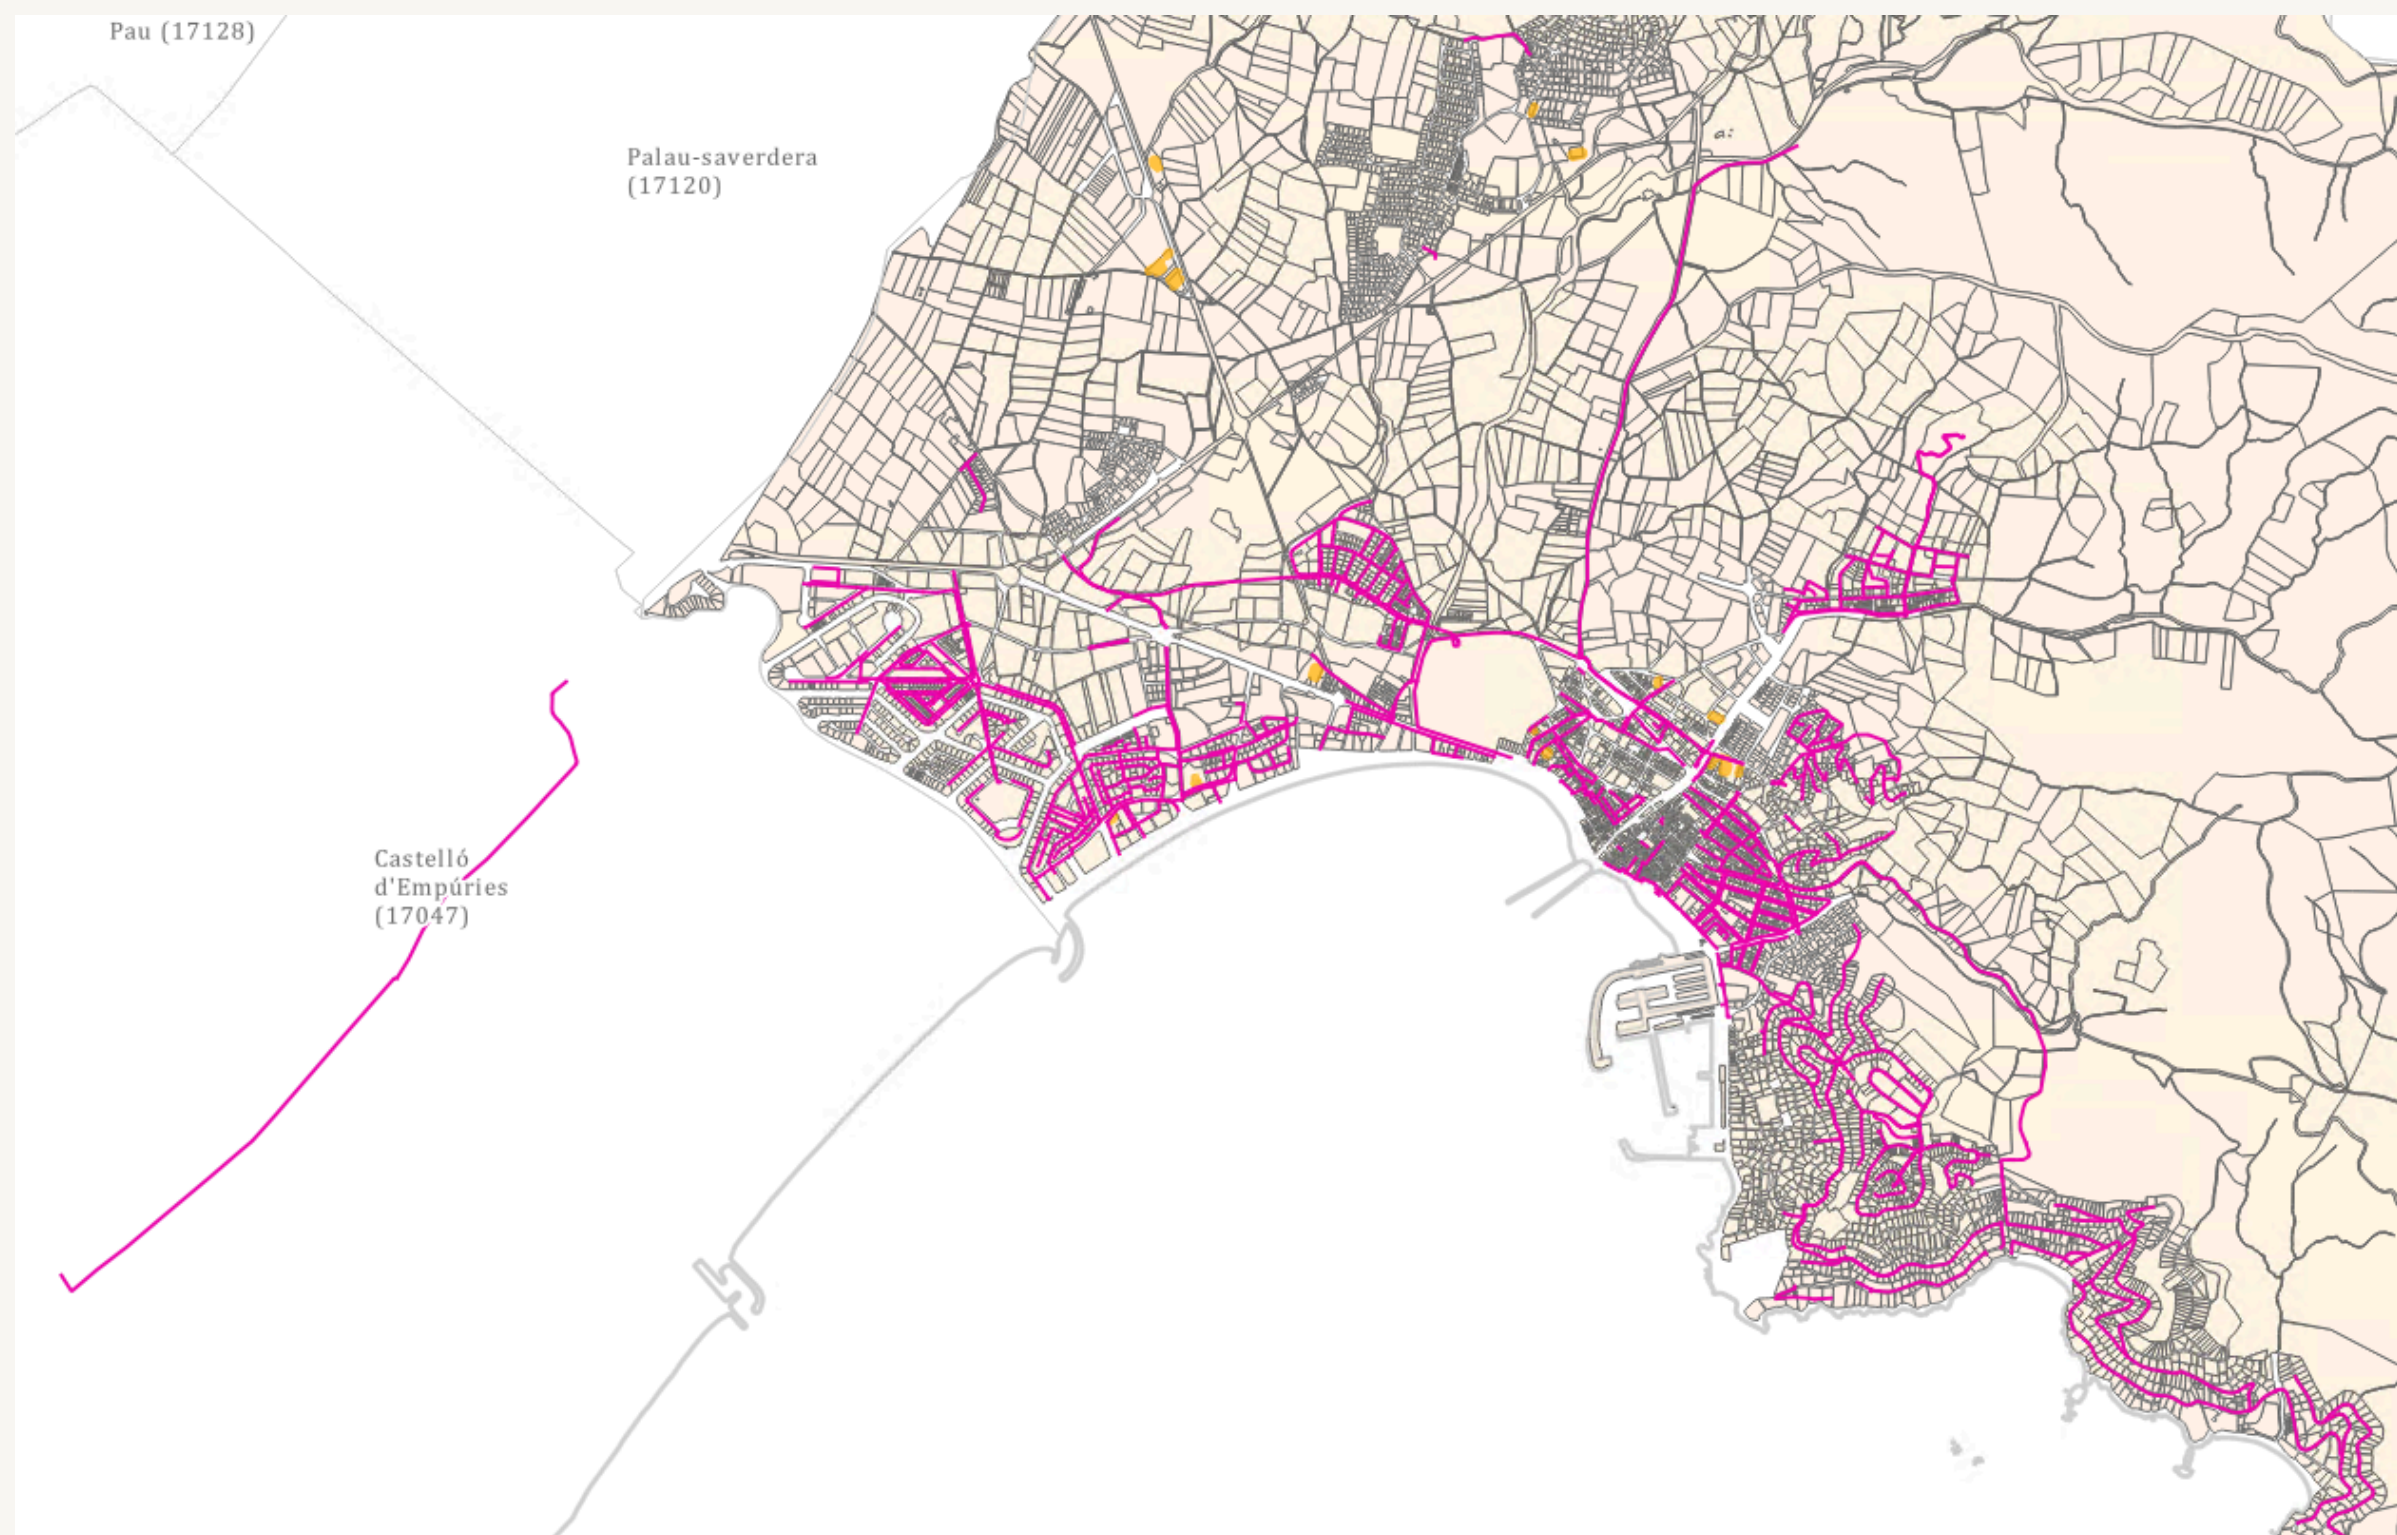 Pau (17128)
Palau-saverdera
(17120)
a:
Castelló
d'Empúries
(17047)